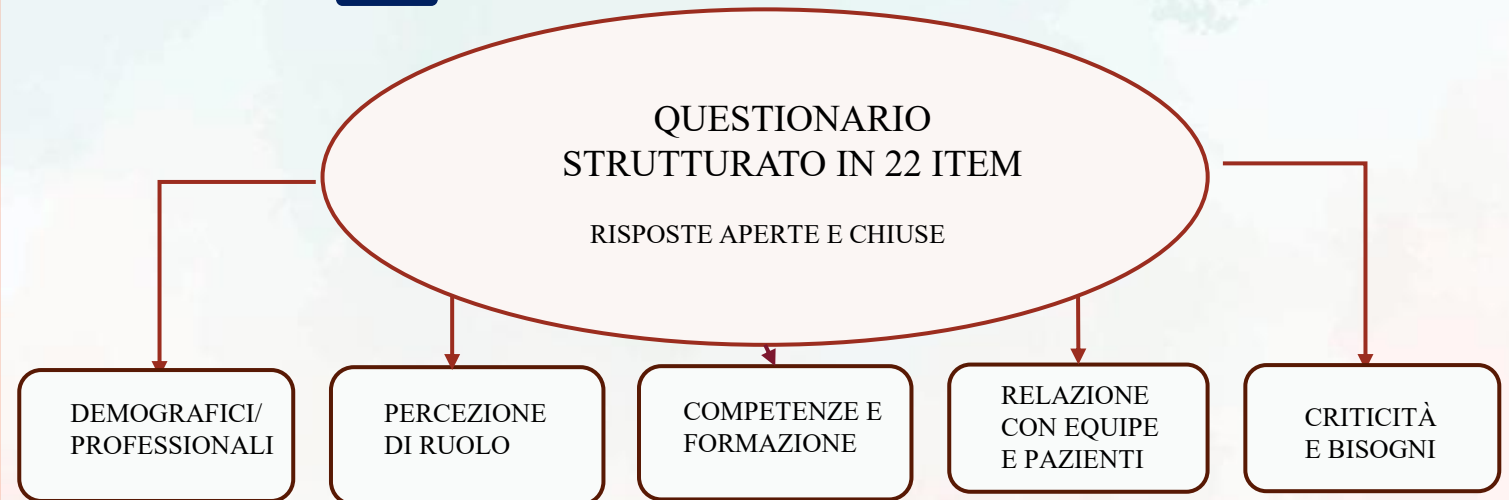 QUESTIONARIO
STRUTTURATO IN 22 ITEM
RISPOSTE APERTE E CHIUSE
DEMOGRAFICI/
PROFESSIONALI
PERCEZIONE
DI RUOLO
COMPETENZE E
FORMAZIONE
RELAZIONE
CON EQUIPE
E PAZIENTI
CRITICITÀ
E BISOGNI